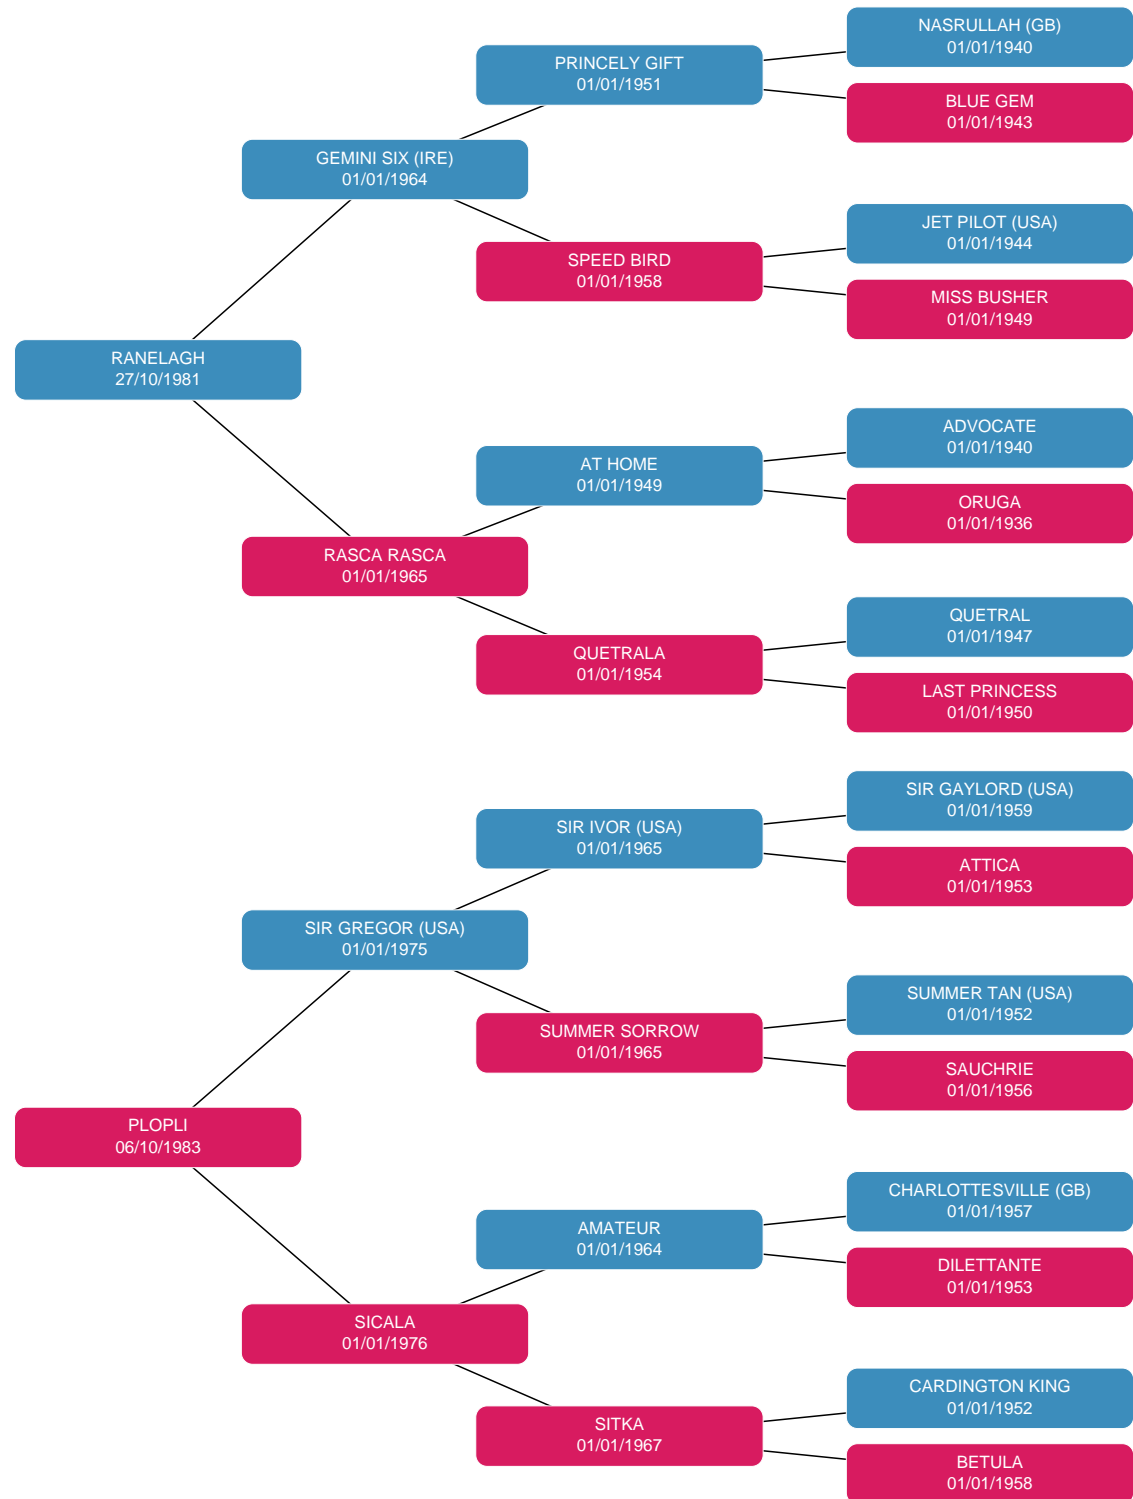 NASRULLAH (GB)
01/01/1940
PRINCELY GIFT
01/01/1951
BLUE GEM
01/01/1943
GEMINI SIX (IRE)
01/01/1964
JET PILOT (USA)
01/01/1944
SPEED BIRD
01/01/1958
MISS BUSHER
01/01/1949
RANELAGH
27/10/1981
ADVOCATE
01/01/1940
AT HOME
01/01/1949
ORUGA
01/01/1936
RASCA RASCA
01/01/1965
QUETRAL
01/01/1947
QUETRALA
01/01/1954
LAST PRINCESS
01/01/1950
SIR GAYLORD (USA)
01/01/1959
SIR IVOR (USA)
01/01/1965
ATTICA
01/01/1953
SIR GREGOR (USA)
01/01/1975
SUMMER TAN (USA)
01/01/1952
SUMMER SORROW
01/01/1965
SAUCHRIE
01/01/1956
PLOPLI
06/10/1983
CHARLOTTESVILLE (GB)
01/01/1957
AMATEUR
01/01/1964
DILETTANTE
01/01/1953
SICALA
01/01/1976
CARDINGTON KING
01/01/1952
SITKA
01/01/1967
BETULA
01/01/1958